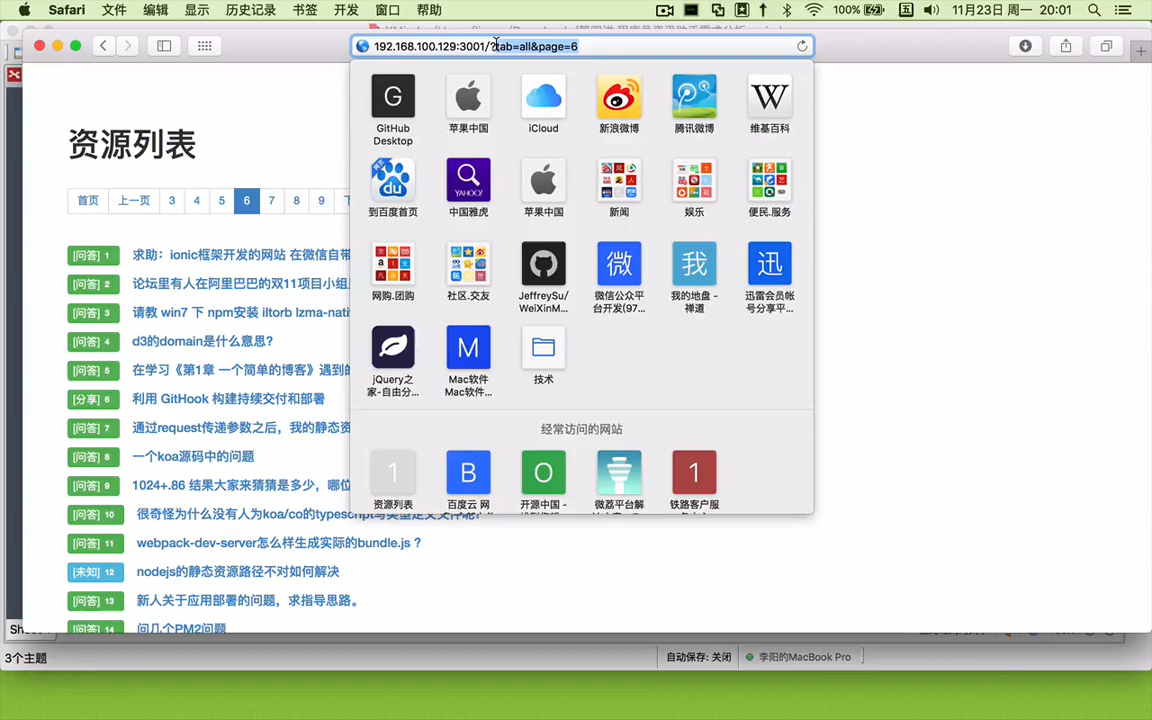 Safari 文件 编辑 显示 历史记录 书签 开发 窗口 帮助 100% 五 11月23日 周一 20:01
192.168.100.129:3001/?tab=all&page=6
资源列表
首页 上一页 3 4 5 6 7 8 9
[问答] 1 求助：ionic框架开发的网站 在微信自带
[问答] 2 论坛里有人在阿里巴巴的双11项目小组
[问答] 3 请教 win7 下 npm安装 iltorb lzma-nati
[问答] 4 d3的domain是什么意思?
[问答] 5 在学习《第1章 一个简单的博客》遇到的
[分享] 6 利用 GitHook 构建持续交付和部署
[问答] 7 通过request传递参数之后，我的静态资
[问答] 8 一个koa源码中的问题
[问答] 9 1024+.86 结果大家来猜猜是多少，哪位
[问答] 10 很奇怪为什么没有人为koa/co的typescript写类型定义文件呢?
[问答] 11 webpack-dev-server怎么样生成实际的bundle.js ?
[未知] 12 nodejs的静态资源路径不对如何解决
[问答] 13 新人关于应用部署的问题，求指导思路。
[问答] 14 问几个PM2问题
G
GitHub
Desktop
苹果中国
iCloud
新浪微博
腾讯微博
W
维基百科
du
到百度首页
YAHOO!
中国雅虎
苹果中国
新闻
娱乐
便民.服务
网购.团购
社区.交友
JeffreySu/
WeiXinM...
微
微信公众平
台开发(97...
我
我的地盘 -
禅道
迅
迅雷会员帐
号分享平...
jQuery之
家-自由分...
M
Mac软件
Mac软件...
技术
经常访问的网站
1
资源列表
B
百度云 网
O
开源中国 -
微荔平台解
1
铁路客户服
3个主题
自动保存: 关闭
李阳的MacBook Pro